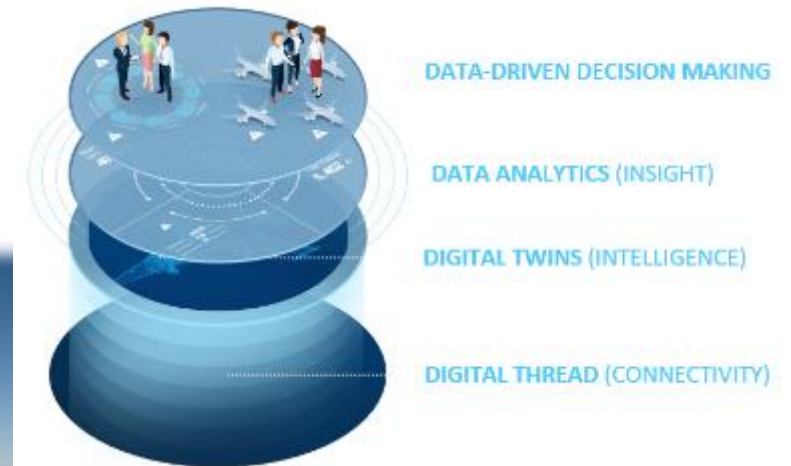 DATA-DRIVEN DECISION MAKING
DATA ANALYTICS (INSIGHT)
DIGITAL TWINS (INTELLIGENCE)
DIGITAL THREAD (CONNECTIVITY)